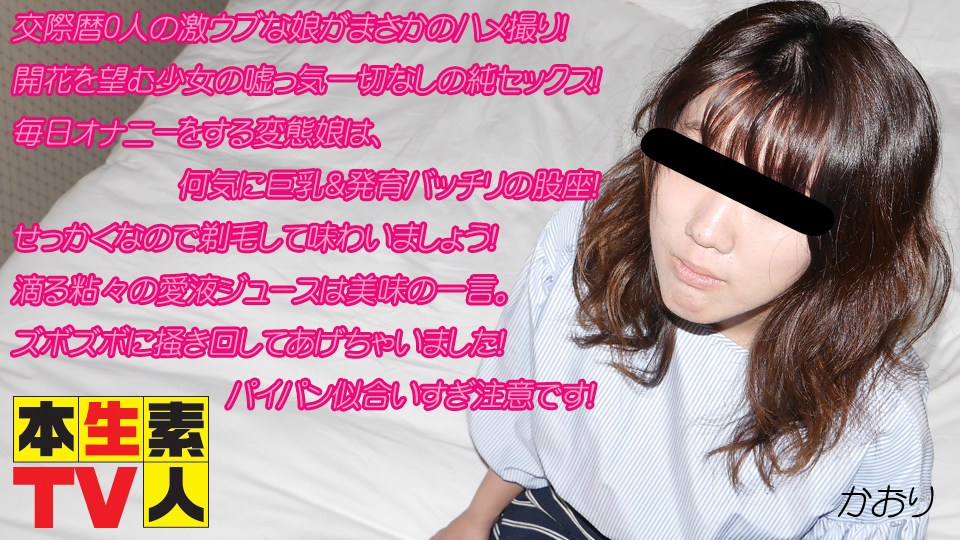 交際暦0人の激ウブな娘がまさかのハメ撮り!
開花を望む少女の嘘っ気一切なしの純セックス!
毎日オナニーをする変態娘は、
何気に巨乳&発育バッチリの股座!
せっかくなので剃毛して味わいましょう!
滴る粘々の愛液ジュースは美味の一言。
ズボズボに掻き回してあげちゃいました!
パイパン似合いすぎ注意です!
本生素人
TV
かおり